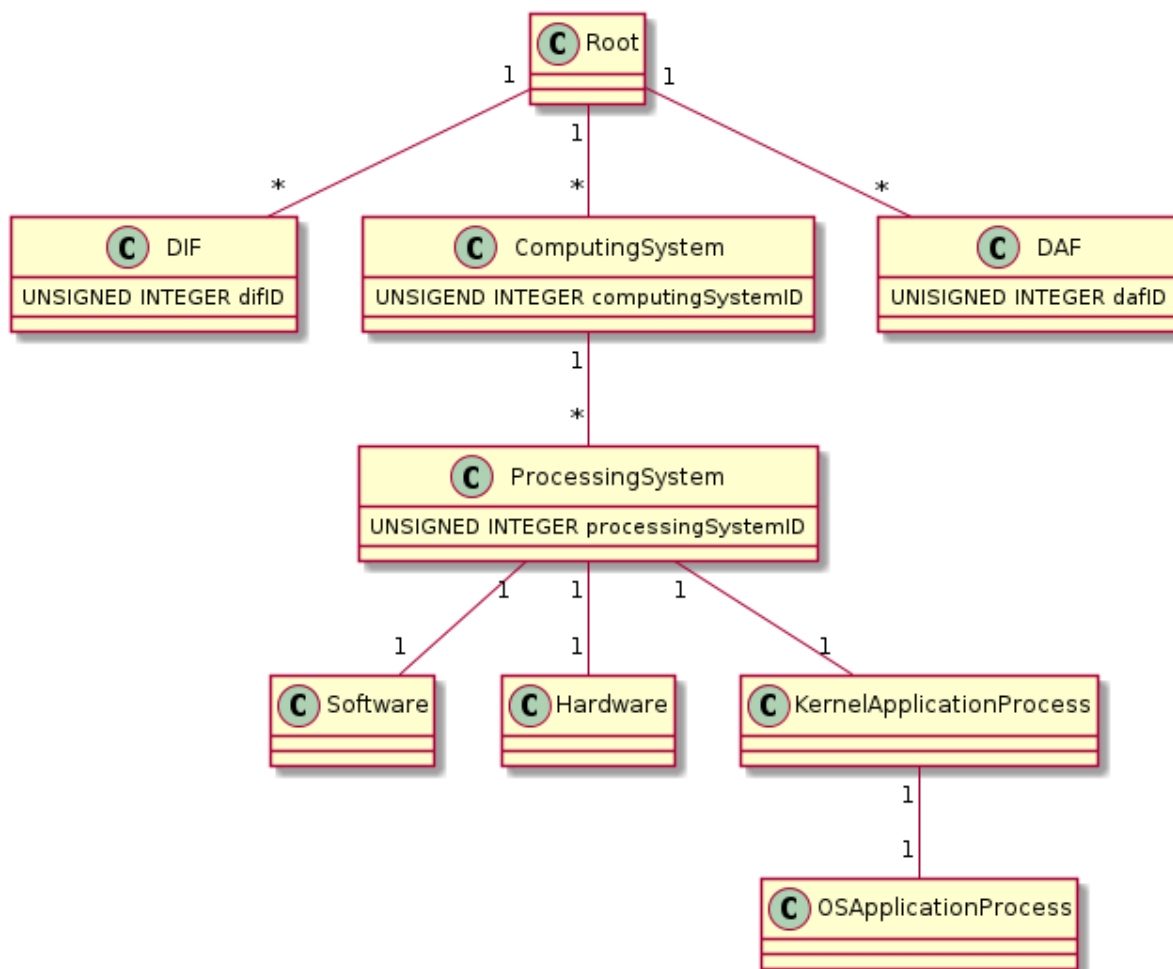 C Root
1
1
1
*
*
*
C DIF
UNSIGNED INTEGER difID
C ComputingSystem
UNSIGEND INTEGER computingSystemID
C DAF
UNISIGNED INTEGER dafID
1
*
C ProcessingSystem
UNSIGNED INTEGER processingSystemID
1
1
1
1
1
1
C Software
C Hardware
C KernelApplicationProcess
1
1
C OSApplicationProcess